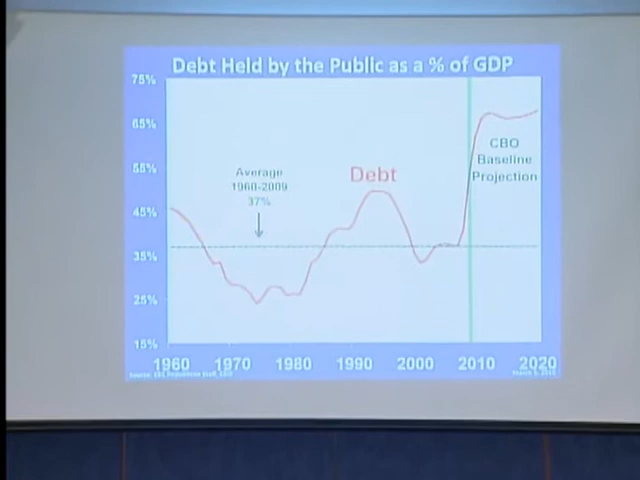 Debt Held by the Public as a % of GDP
75%
65%
55%
45%
35%
25%
15%
Average
1960-2009
37%
Debt
CBO
Baseline
Projection
1960 1970 1980 1990 2000 2010 2020